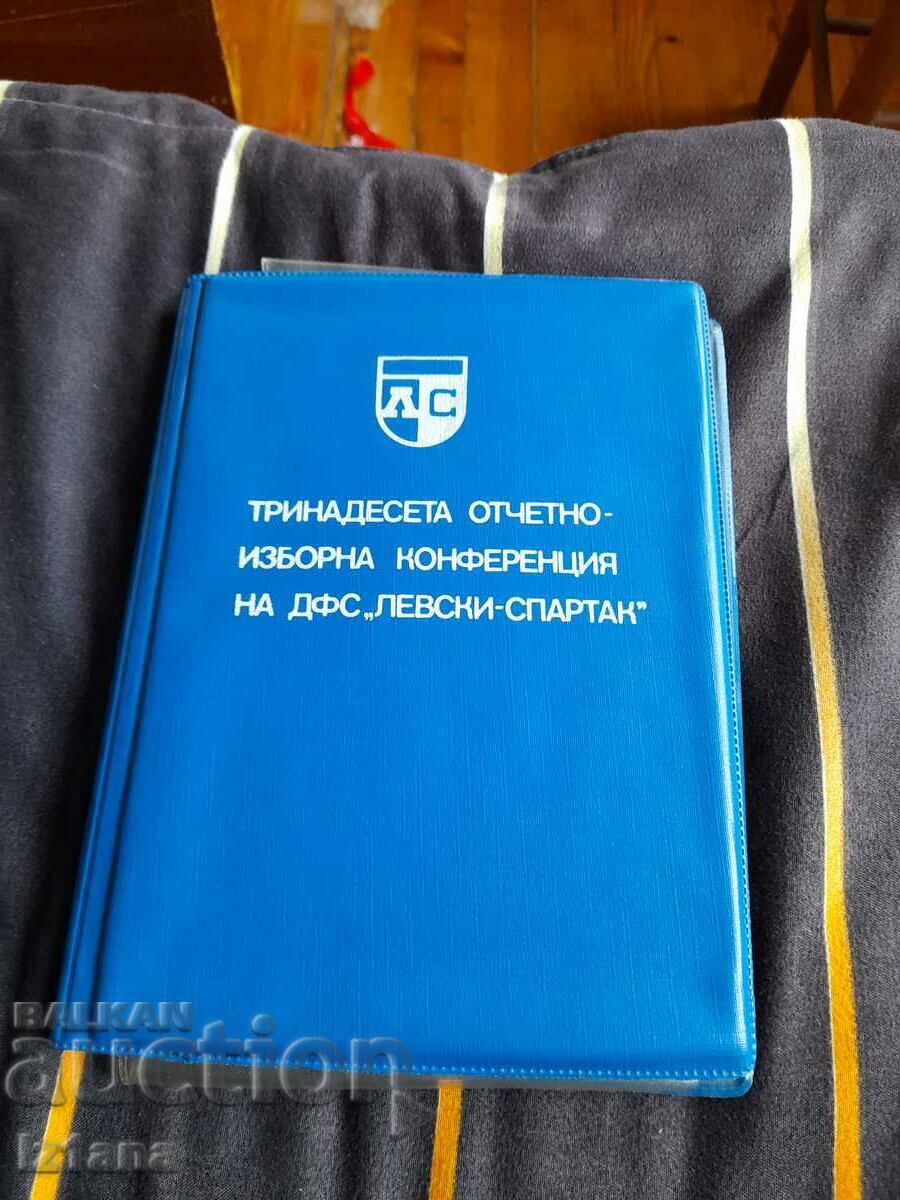 ЛС
ТРИНАДЕСЕТА ОТЧЕТНО-
ИЗБОРНА КОНФЕРЕНЦИЯ
НА ДФС „ЛЕВСКИ-СПАРТАК"
BALKAN
auction
Iziana